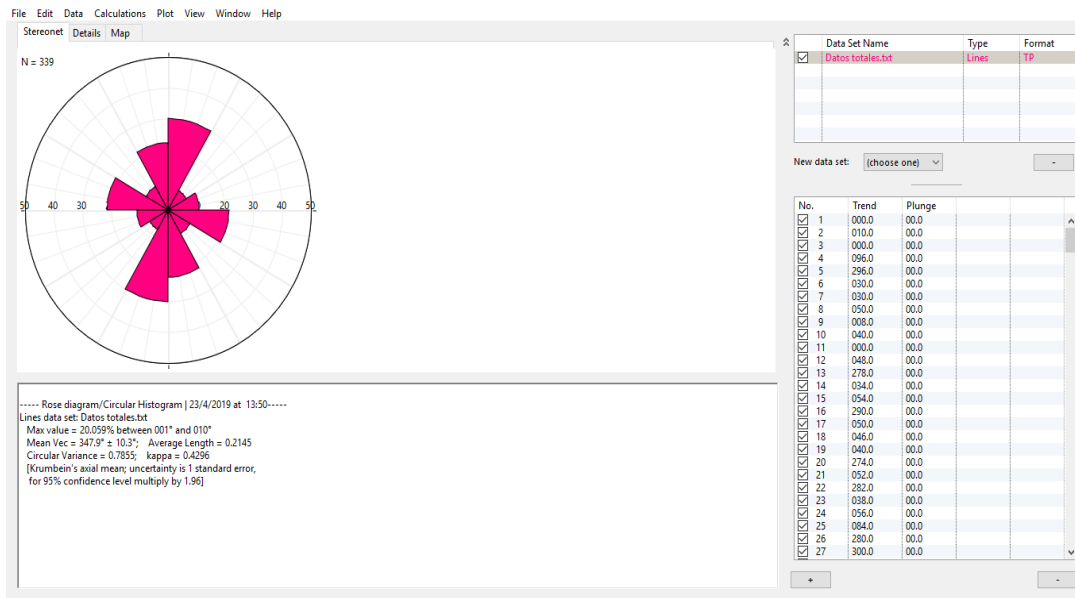 File Edit Data Calculations Plot View Window Help
Stereonet Details Map
N = 339
50 40 30 20 30 40 50
----- Rose diagram/Circular Histogram | 23/4/2019 at 13:50-----
Lines data set: Datos totales.txt
Max value = 20.059% between 001° and 010°
Mean Vec = 347.9° ± 10.3°; Average Length = 0.2145
Circular Variance = 0.7855; kappa = 0.4296
[Krumbein's axial mean; uncertainty is 1 standard error,
for 95% confidence level multiply by 1.96]
Data Set Name Type Format
Datos totales.txt Lines TP
New data set: (choose one) -
No. Trend Plunge
1 000.0 00.0
2 010.0 00.0
3 000.0 00.0
4 096.0 00.0
5 296.0 00.0
6 030.0 00.0
7 030.0 00.0
8 050.0 00.0
9 008.0 00.0
10 040.0 00.0
11 000.0 00.0
12 048.0 00.0
13 278.0 00.0
14 034.0 00.0
15 054.0 00.0
16 290.0 00.0
17 050.0 00.0
18 046.0 00.0
19 040.0 00.0
20 274.0 00.0
21 052.0 00.0
22 282.0 00.0
23 038.0 00.0
24 056.0 00.0
25 084.0 00.0
26 280.0 00.0
27 300.0 00.0
+ -